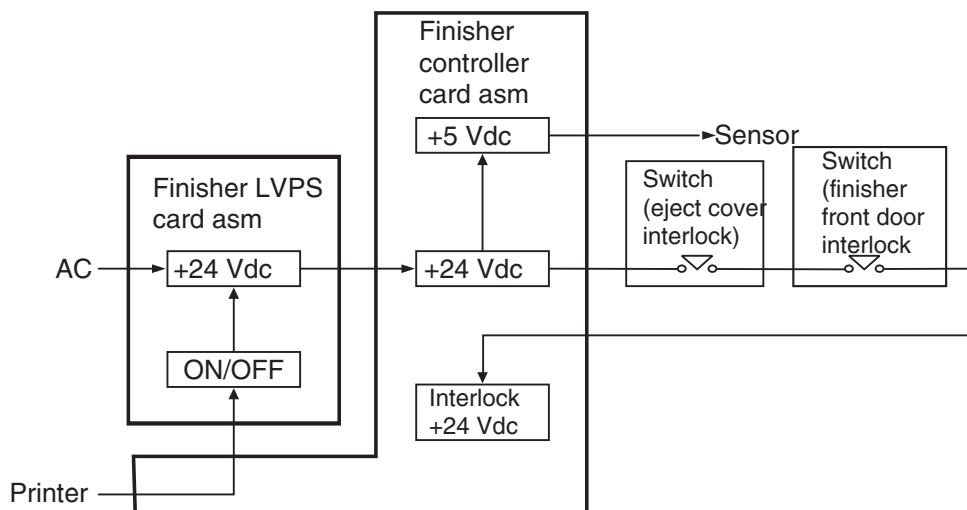 Finisher
controller
card asm
+5 Vdc
Sensor
Finisher LVPS
card asm
Switch
(eject cover
interlock)
Switch
(finisher
front door
interlock
AC
+24 Vdc
+24 Vdc
ON/OFF
Interlock
+24 Vdc
Printer